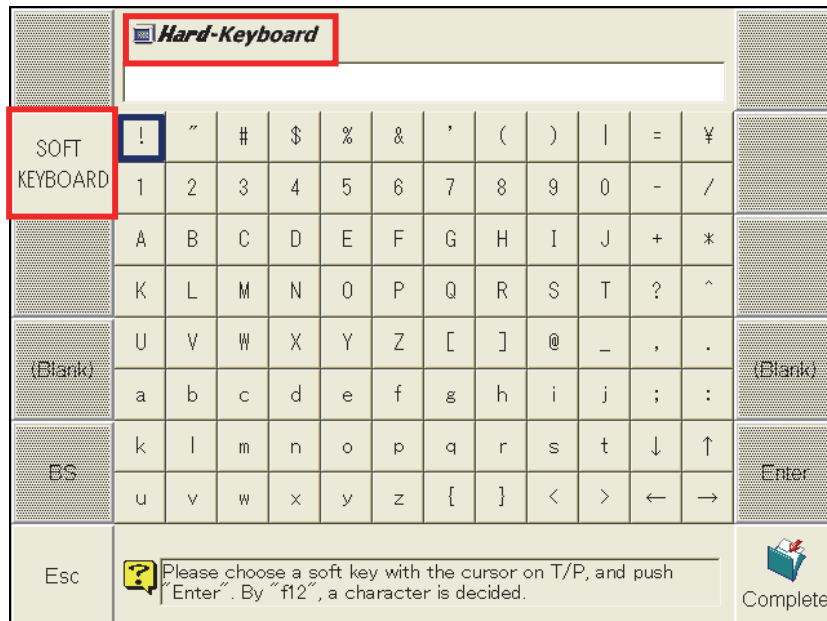 Hard-Keyboard
SOFT
KEYBOARD
! " # $ % & ' ( ) | = ¥
1 2 3 4 5 6 7 8 9 0 - /
A B C D E F G H I J + *
K L M N O P Q R S T ? ^
U V W X Y Z [ ] @ _ , .
(Blank)
(Blank)
a b c d e f g h i j ; :
k l m n o p q r s t ↓ ↑
BS
Enter
u v w x y z { } < > ← →
Esc
Please choose a soft key with the cursor on T/P, and push
"Enter". By "f12", a character is decided.
Complete